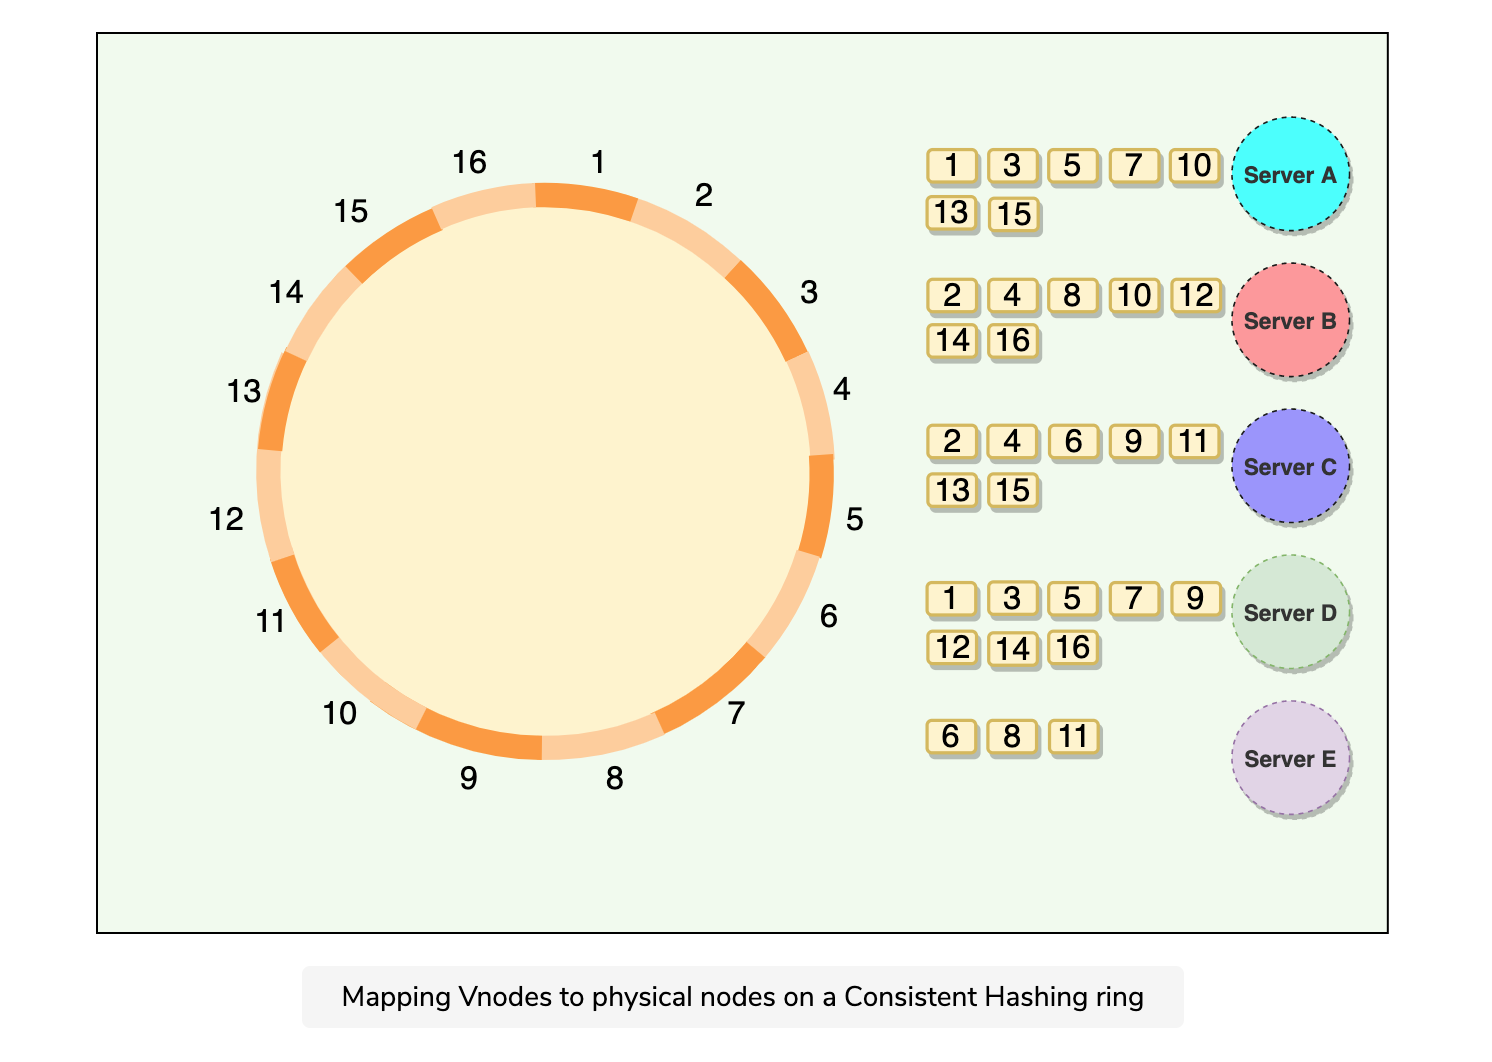 16 1
15 2
14 3
13 4
12 5
11 6
10 7
9 8
1 3 5 7 10
13 15
Server A
2 4 8 10 12
14 16
Server B
2 4 6 9 11
13 15
Server C
1 3 5 7 9
12 14 16
Server D
6 8 11
Server E
Mapping Vnodes to physical nodes on a Consistent Hashing ring